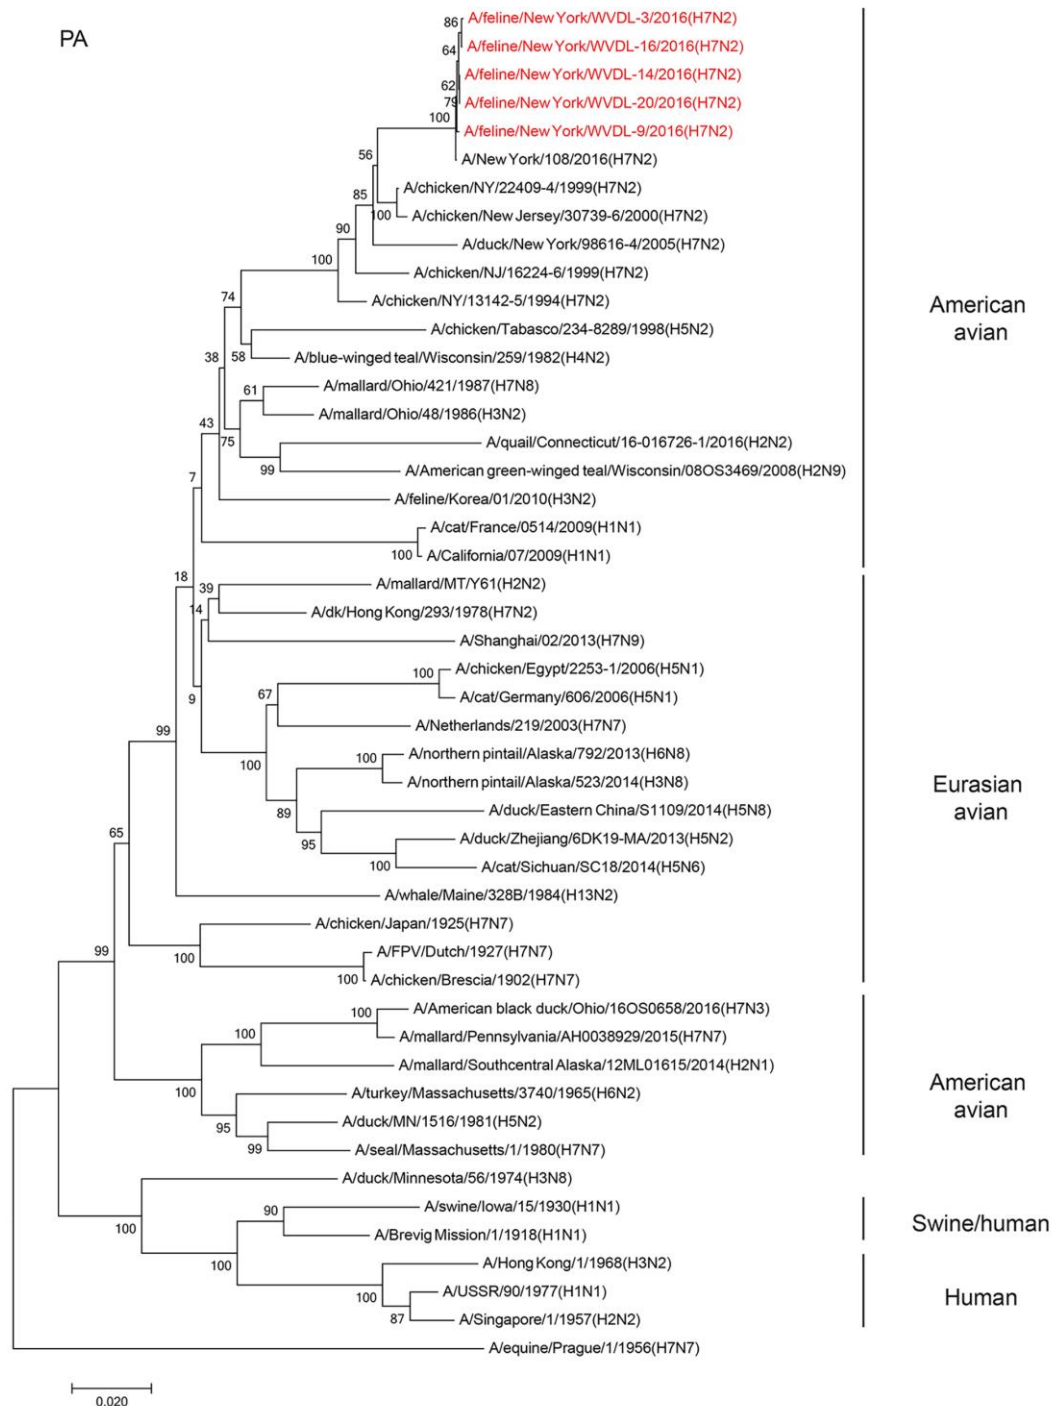 PA
86
A/feline/New York/WVDL-3/2016(H7N2)
64
A/feline/New York/WVDL-16/2016(H7N2)
A/feline/New York/WVDL-14/2016(H7N2)
62
79
A/feline/New York/WVDL-20/2016(H7N2)
100
A/feline/New York/WVDL-9/2016(H7N2)
A/New York/108/2016(H7N2)
56
A/chicken/NY/22409-4/1999(H7N2)
85
100
A/chicken/New Jersey/30739-6/2000(H7N2)
90
A/duck/New York/98616-4/2005(H7N2)
100
A/chicken/NJ/16224-6/1999(H7N2)
74
A/chicken/NY/13142-5/1994(H7N2)
American
avian
A/chicken/Tabasco/234-8289/1998(H5N2)
38
58
A/blue-winged teal/Wisconsin/259/1982(H4N2)
61
A/mallard/Ohio/421/1987(H7N8)
A/mallard/Ohio/48/1986(H3N2)
43
75
A/quail/Connecticut/16-016726-1/2016(H2N2)
99
A/American green-winged teal/Wisconsin/08OS3469/2008(H2N9)
7
A/feline/Korea/01/2010(H3N2)
A/cat/France/0514/2009(H1N1)
100
A/California/07/2009(H1N1)
18
39
A/mallard/MT/Y61(H2N2)
14
A/dk/Hong Kong/293/1978(H7N2)
A/Shanghai/02/2013(H7N9)
100
A/chicken/Egypt/2253-1/2006(H5N1)
9
67
A/cat/Germany/606/2006(H5N1)
A/Netherlands/219/2003(H7N7)
99
100
100
A/northern pintail/Alaska/792/2013(H6N8)
A/northern pintail/Alaska/523/2014(H3N8)
Eurasian
avian
89
A/duck/Eastern China/S1109/2014(H5N8)
65
95
A/duck/Zhejiang/6DK19-MA/2013(H5N2)
100
A/cat/Sichuan/SC18/2014(H5N6)
A/whale/Maine/328B/1984(H13N2)
A/chicken/Japan/1925(H7N7)
99
100
A/FPV/Dutch/1927(H7N7)
100
A/chicken/Brescia/1902(H7N7)
100
A/American black duck/Ohio/16OS0658/2016(H7N3)
100
A/mallard/Pennsylvania/AH0038929/2015(H7N7)
A/mallard/Southcentral Alaska/12ML01615/2014(H2N1)
American
avian
100
A/turkey/Massachusetts/3740/1965(H6N2)
95
A/duck/MN/1516/1981(H5N2)
99
A/seal/Massachusetts/1/1980(H7N7)
A/duck/Minnesota/56/1974(H3N8)
90
A/swine/Iowa/15/1930(H1N1)
100
Swine/human
A/Brevig Mission/1/1918(H1N1)
100
A/Hong Kong/1/1968(H3N2)
100
A/USSR/90/1977(H1N1)
Human
87
A/Singapore/1/1957(H2N2)
A/equine/Prague/1/1956(H7N7)
0.020